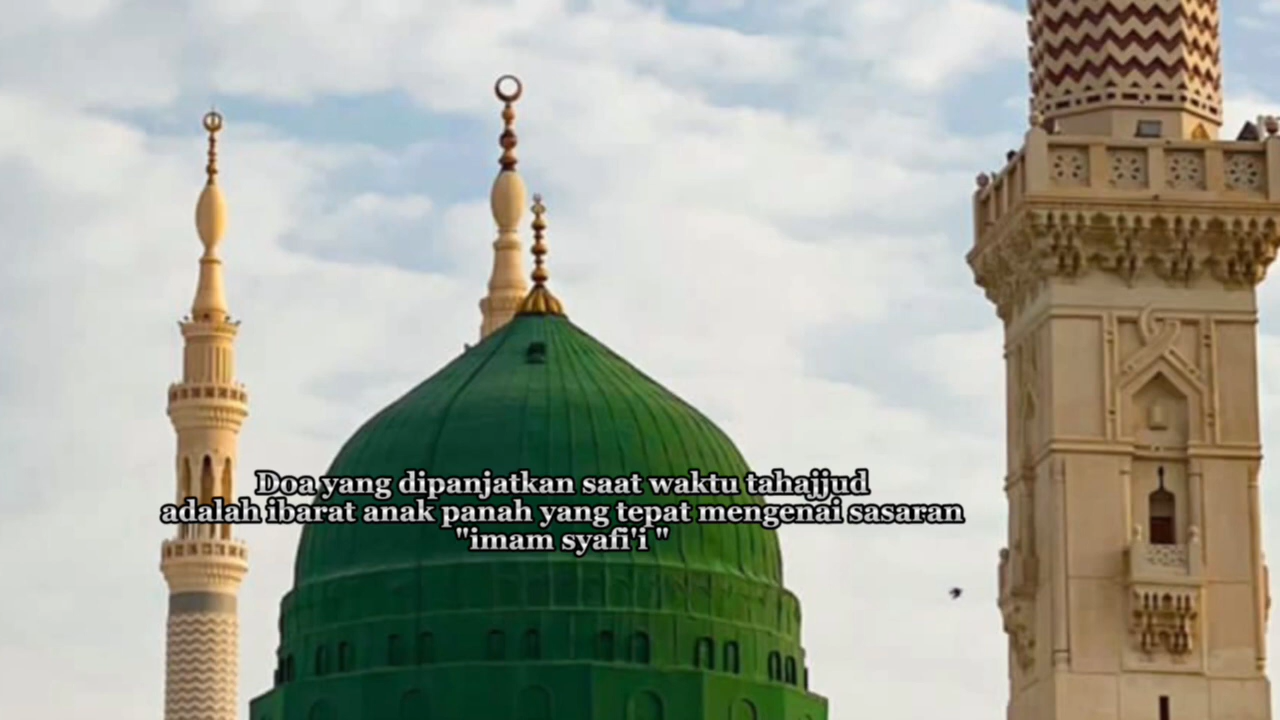 Doa yang dipanjatkan saat waktu tahajjud
adalah ibarat anak panah yang tepat mengenai sasaran
"imam syafi'i "